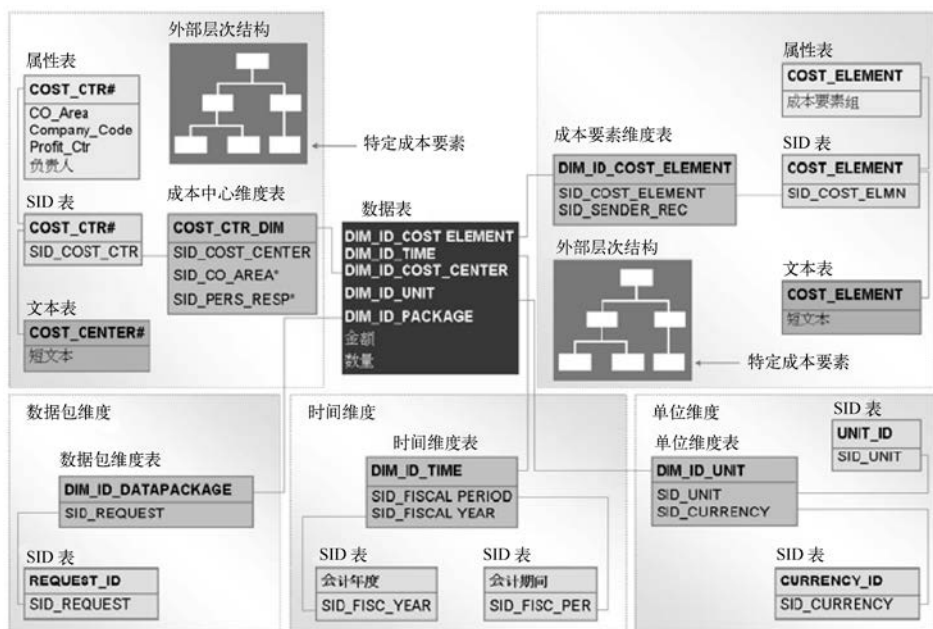 外部层次结构
属性表
COST_CTR#
CO_Area
Company_Code
Profit_Ctr
负责人
特定成本要素
SID 表
COST_CTR#
SID_COST_CTR
成本中心维度表
COST_CTR_DIM
SID_COST_CENTER
SID_CO_AREA*
SID_PERS_RESP*
文本表
COST_CENTER#
短文本
数据表
DIM_ID_COST ELEMENT
DIM_ID_TIME
DIM_ID_COST_CENTER
DIM_ID_UNIT
DIM_ID_PACKAGE
金额
数量
属性表
COST_ELEMENT
成本要素组
成本要素维度表
DIM_ID_COST_ELEMENT
SID_COST_ELEMENT
SID_SENDER_REC
SID 表
COST_ELEMENT
SID_COST_ELMN
外部层次结构
文本表
COST_ELEMENT
短文本
特定成本要素
数据包维度
数据包维度表
DIM_ID_DATAPACKAGE
SID_REQUEST
SID 表
REQUEST_ID
SID_REQUEST
时间维度
时间维度表
DIM_ID_TIME
SID_FISCAL PERIOD
SID_FISCAL YEAR
SID 表
会计年度
SID_FISC_YEAR
SID 表
会计期间
SID_FISC_PER
单位维度
SID 表
UNIT_ID
SID_UNIT
单位维度表
DIM_ID_UNIT
SID_UNIT
SID_CURRENCY
SID 表
CURRENCY_ID
SID_CURRENCY